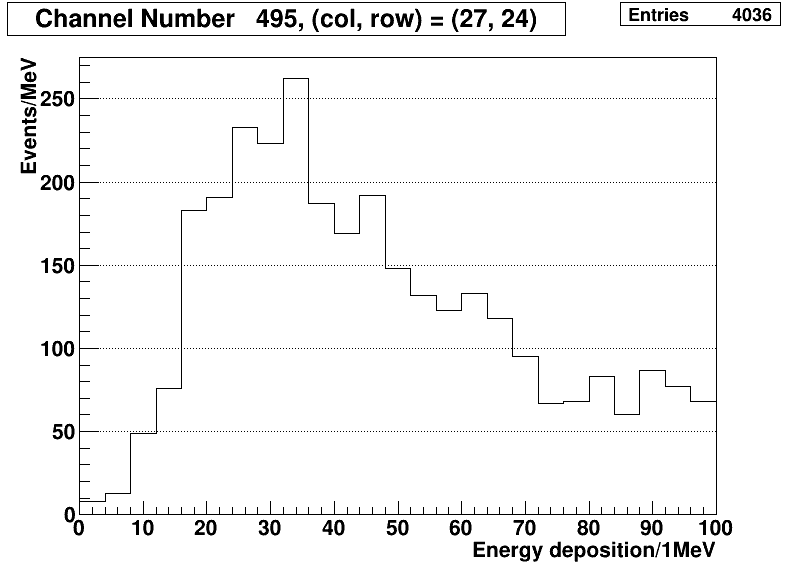 Channel Number 495, (col, row) = (27, 24)
Entries 4036
Events/MeV
250
200
150
100
50
0
0 10 20 30 40 50 60 70 80 90 100
Energy deposition/1MeV